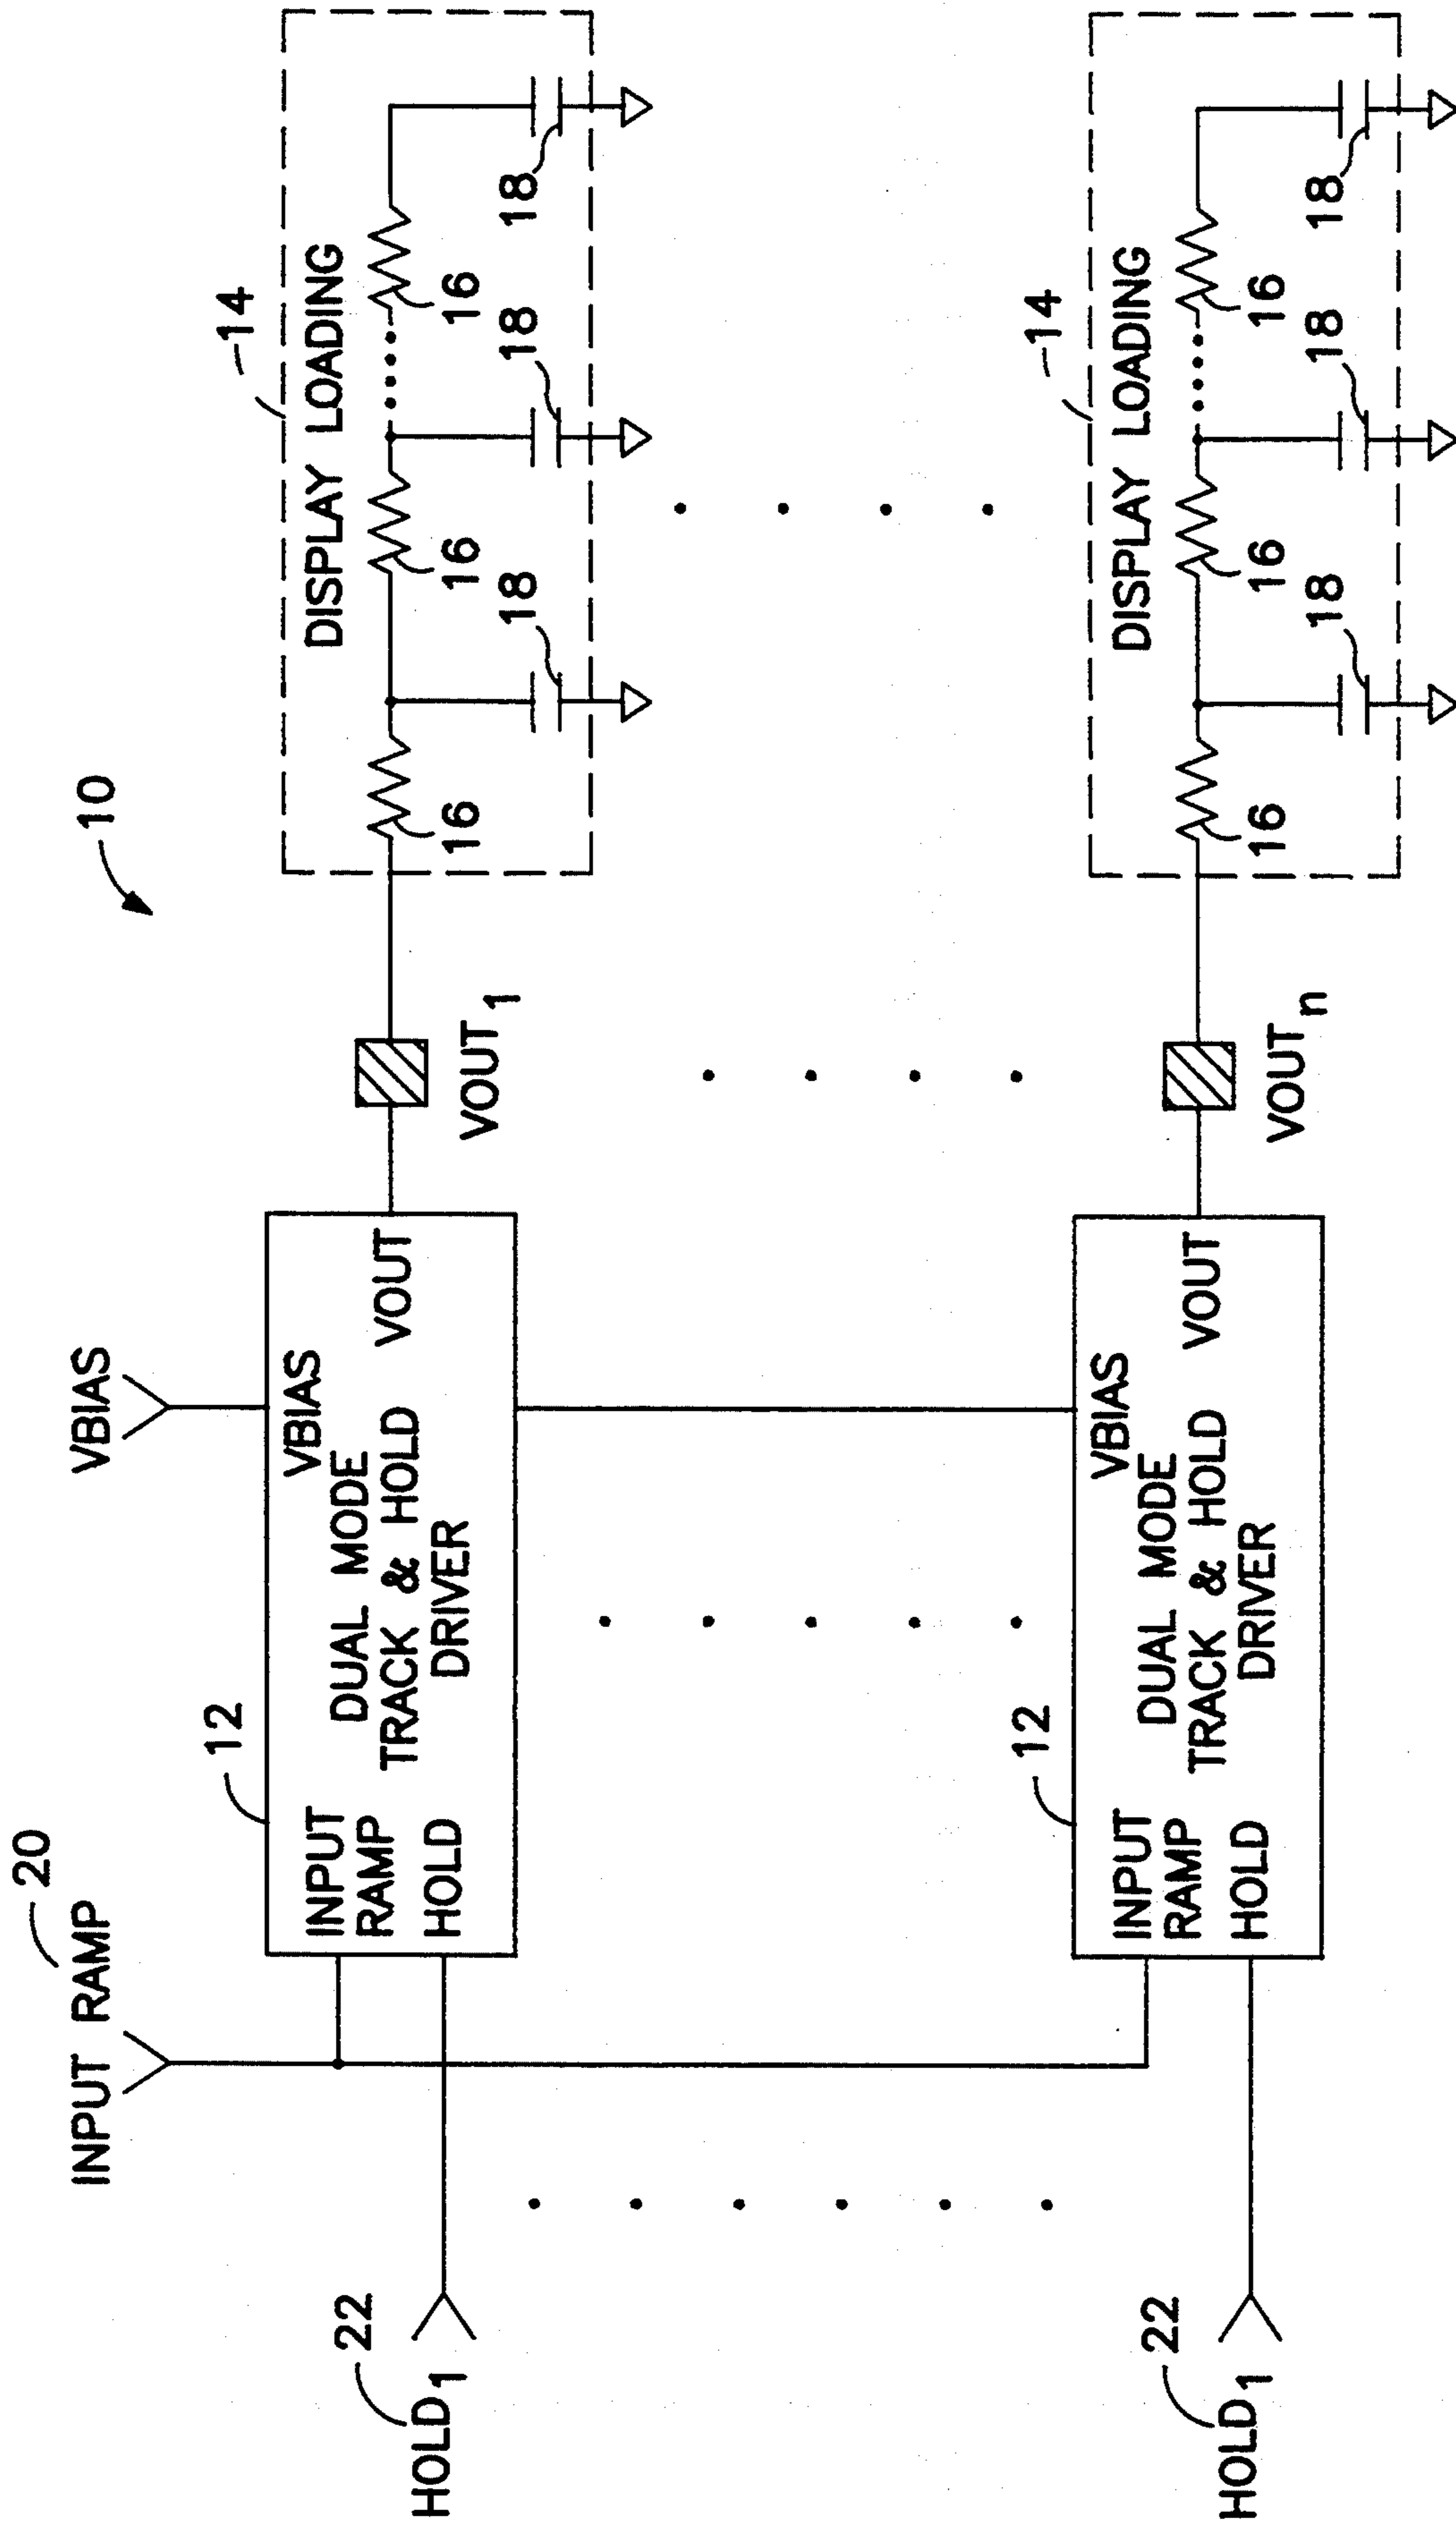 10
INPUT RAMP 20
VBIAS
12
14
INPUT
RAMP
HOLD
VBIAS
DUAL MODE
TRACK & HOLD
DRIVER
VOUT
VOUT1
DISPLAY LOADING
16
16
16
18
18
18
22
HOLD1
12
14
INPUT
RAMP
HOLD
VBIAS
DUAL MODE
TRACK & HOLD
DRIVER
VOUT
VOUTn
DISPLAY LOADING
16
16
16
18
18
18
22
HOLD1